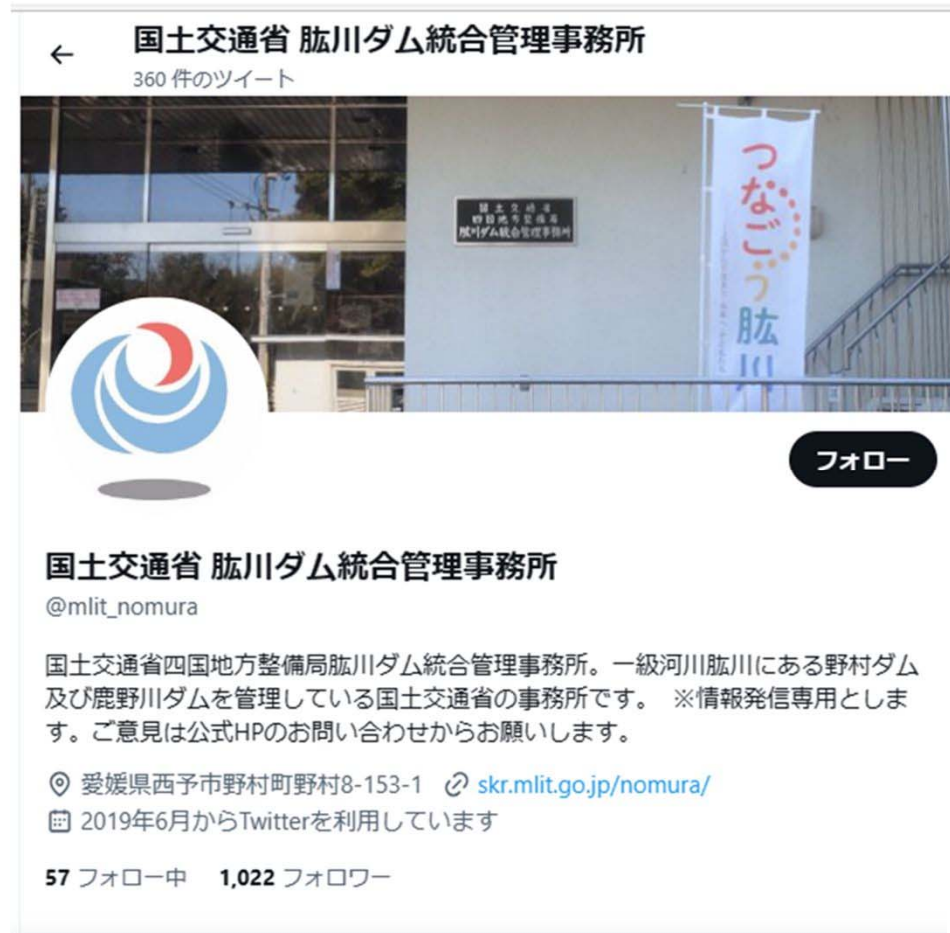 国土交通省 肱川ダム統合管理事務所
360 件のツイート
国土交通省
四国地方整備局
肱川ダム統合管理事務所
つなごう肱川
フォロー
国土交通省 肱川ダム統合管理事務所
@mlit_nomura
国土交通省四国地方整備局肱川ダム統合管理事務所。一級河川肱川にある野村ダム
及び鹿野川ダムを管理している国土交通省の事務所です。 ※情報発信専用としま
す。ご意見は公式HPのお問い合わせからお願いします。
愛媛県西予市野村町野村8-153-1 skr.mlit.go.jp/nomura/
2019年6月からTwitterを利用しています
57 フォロー中 1,022 フォロワー